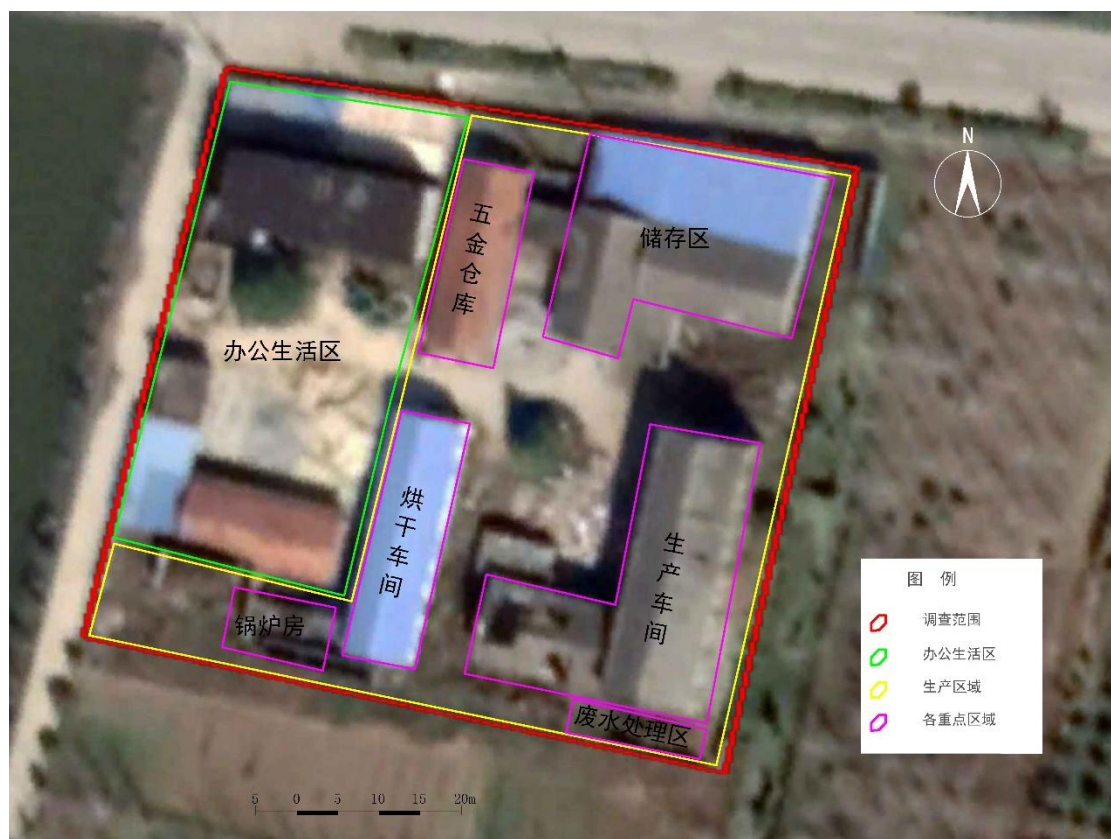 N
五金仓库
储存区
办公生活区
烘干车间
生产车间
锅炉房
废水处理区
图 例
调查范围
办公生活区
生产区域
各重点区域
5 0 5 10 15 20m